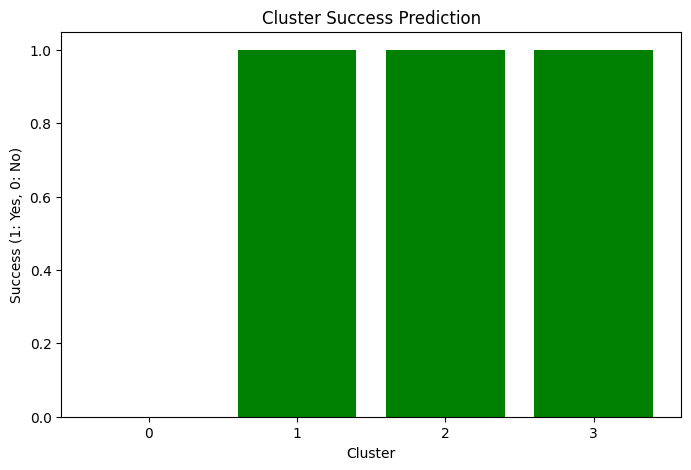 Cluster Success Prediction
1.0
0.8
0.6
0.4
0.2
0.0
Success (1: Yes, 0: No)
0 1 2 3
Cluster